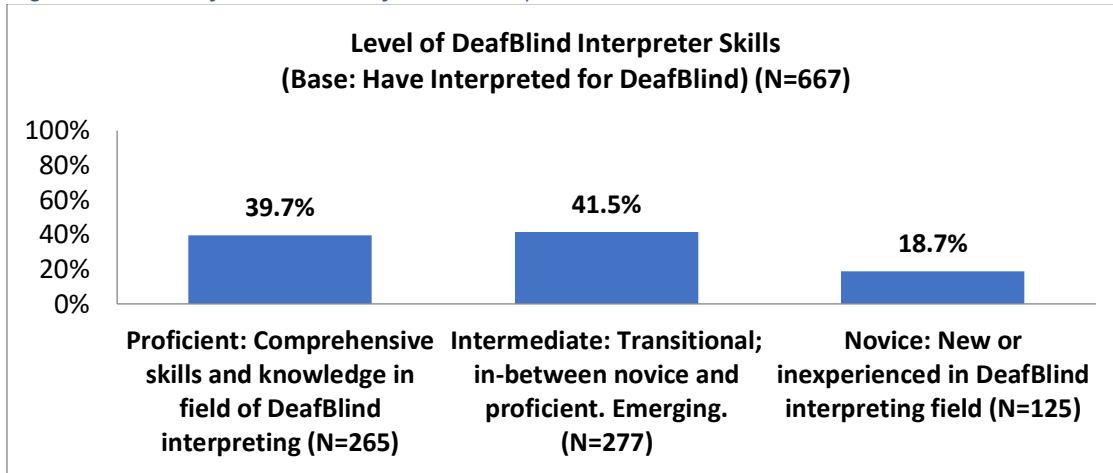 Level of DeafBlind Interpreter Skills
(Base: Have Interpreted for DeafBlind) (N=667)
100%
80%
60%
40%
20%
0%
39.7%
41.5%
18.7%
Proficient: Comprehensive
skills and knowledge in
field of DeafBlind
interpreting (N=265)
Intermediate: Transitional;
in-between novice and
proficient. Emerging.
(N=277)
Novice: New or
inexperienced in DeafBlind
interpreting field (N=125)